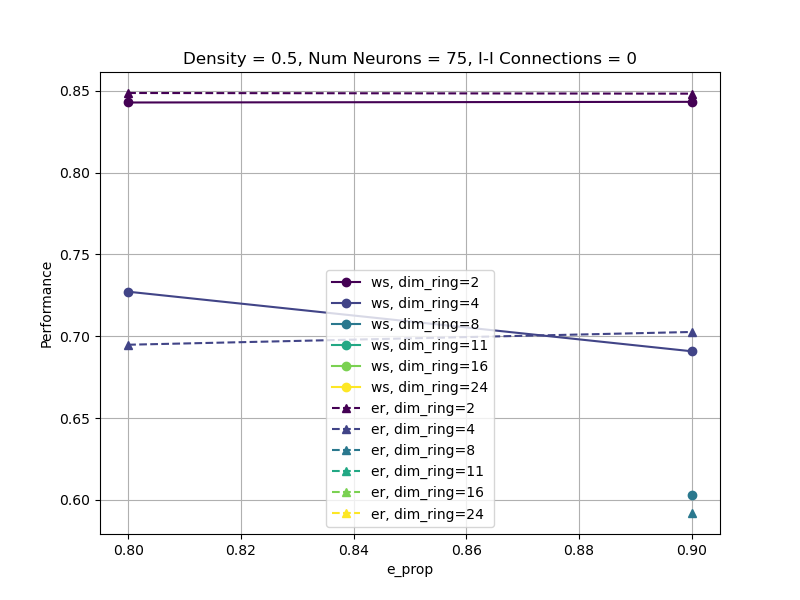 Density = 0.5, Num Neurons = 75, I-I Connections = 0
Performance
0.85
0.80
0.75
0.70
0.65
0.60
ws, dim_ring=2
ws, dim_ring=4
ws, dim_ring=8
ws, dim_ring=11
ws, dim_ring=16
ws, dim_ring=24
er, dim_ring=2
er, dim_ring=4
er, dim_ring=8
er, dim_ring=11
er, dim_ring=16
er, dim_ring=24
0.80 0.82 0.84 0.86 0.88 0.90
e_prop